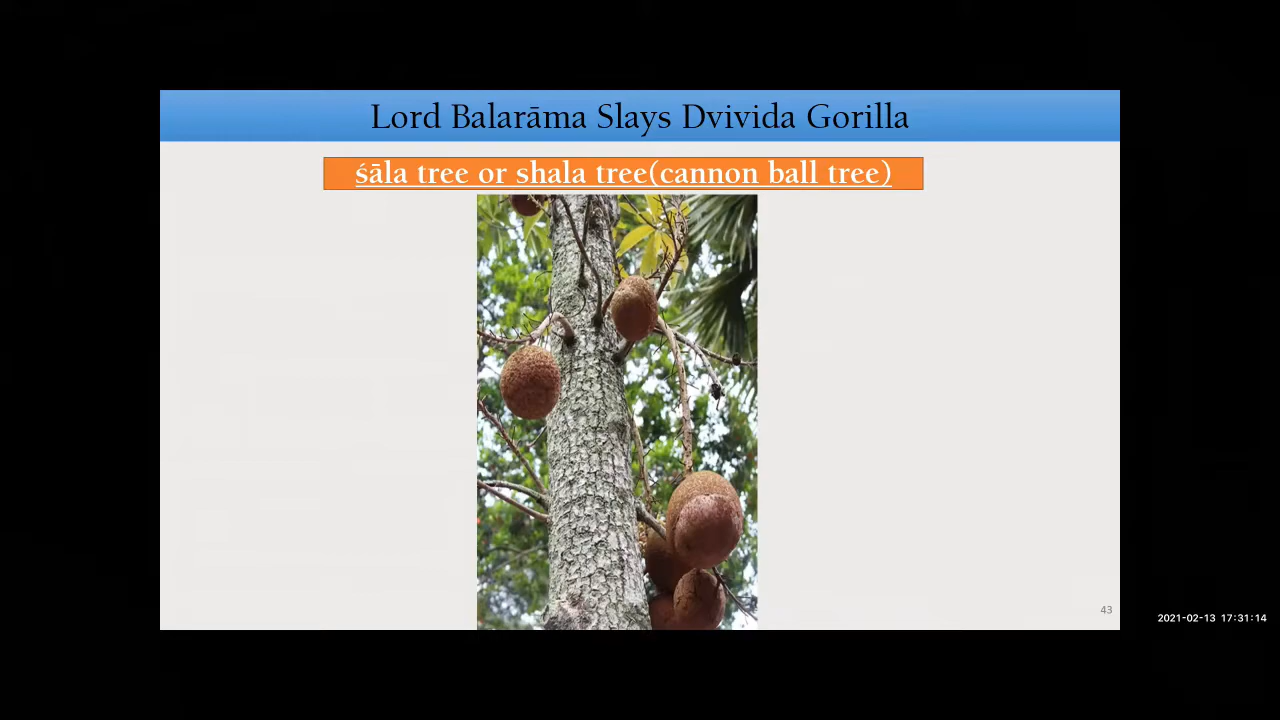 Lord Balarāma Slays Dvivida Gorilla
śāla tree or shala tree(cannon ball tree)
43
2021-02-13 17:31:14